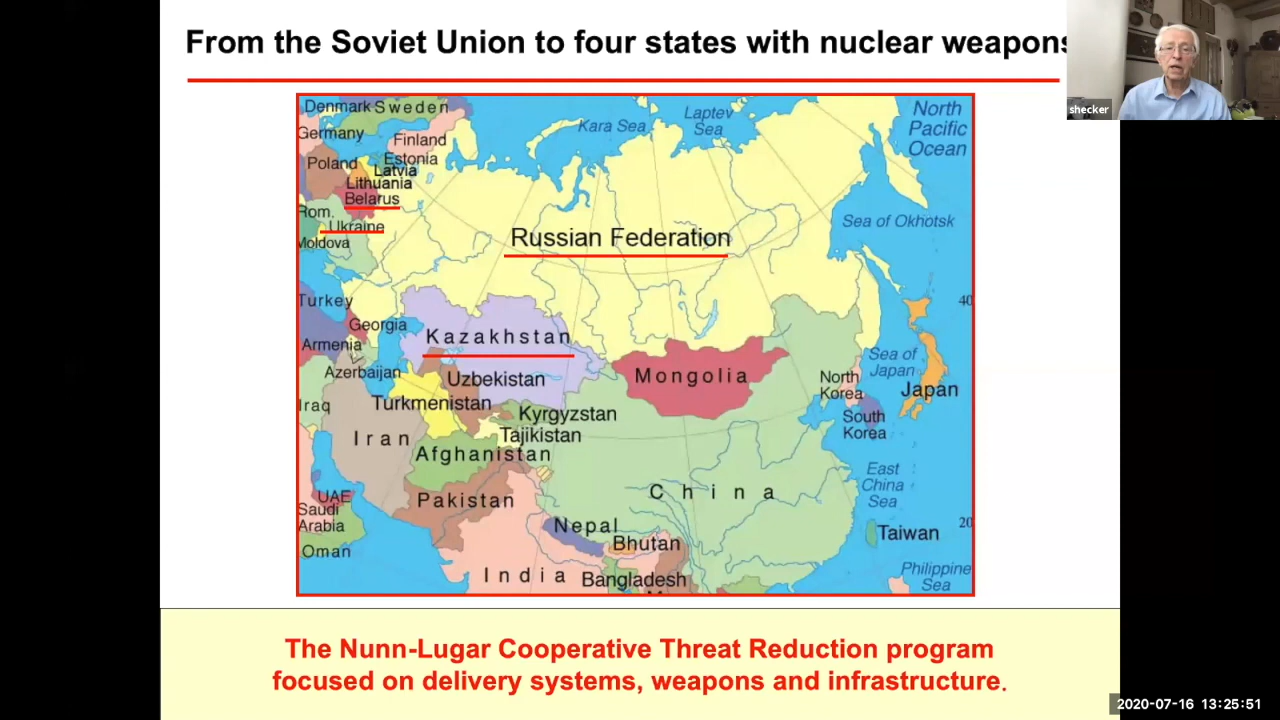 From the Soviet Union to four states with nuclear weapons
shecker
Denmark Sweden
Germany
Finland
Poland
Estonia
Latvia
Lithuania
Belarus
Rom.
Ukraine
Moldova
Kara Sea
Laptev
Sea
North
Pacific
Ocean
Russian Federation
Sea of Okhotsk
Turkey
Georgia
Armenia
Azerbaijan
Kazakhstan
Uzbekistan
Turkmenistan
Kyrgyzstan
Tajikistan
Mongolia
40
North
Korea
Sea of
Japan
Japan
South
Korea
Iraq
Iran
Afghanistan
Pakistan
China
East
China
Sea
UAE
Saudi
Arabia
Oman
Nepal
Bhutan
India
Bangladesh
20
Taiwan
Philippine
Sea
The Nunn-Lugar Cooperative Threat Reduction program
focused on delivery systems, weapons and infrastructure.
2020-07-16 13:25:51